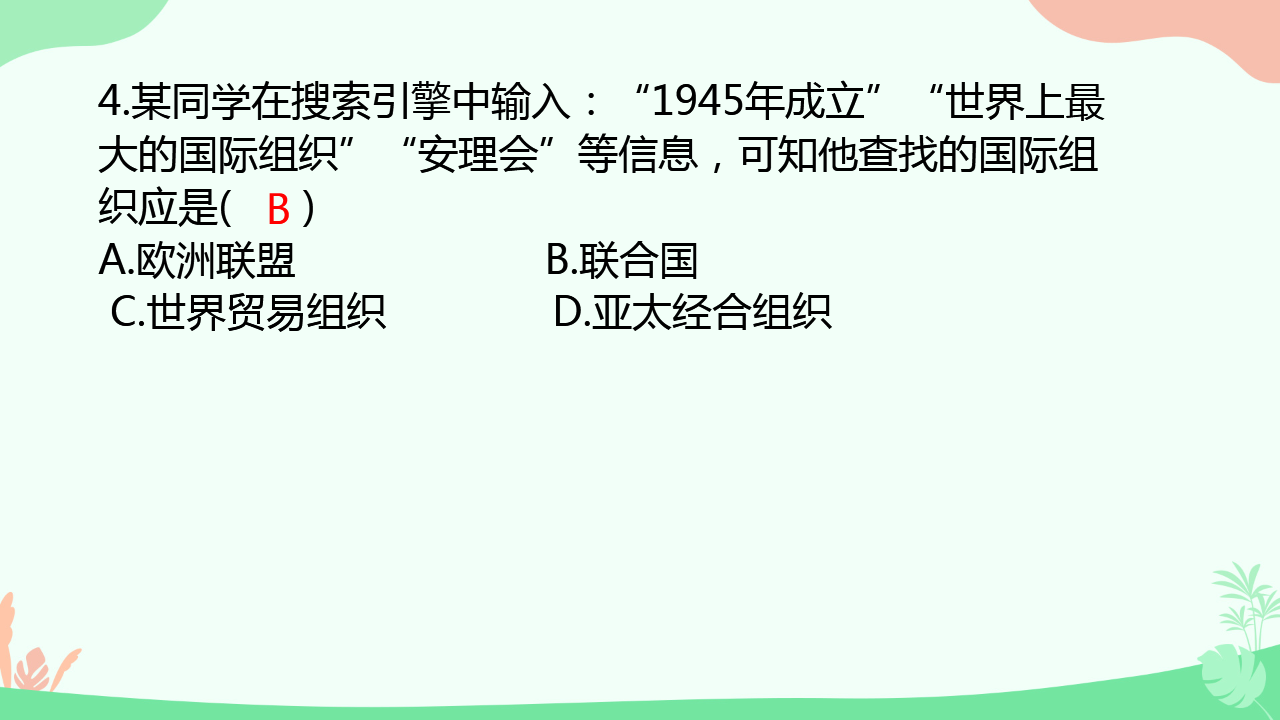 4.某同学在搜索引擎中输入：“1945年成立”“世界上最
大的国际组织”“安理会”等信息，可知他查找的国际组
织应是( B )
A.欧洲联盟 B.联合国
C.世界贸易组织 D.亚太经合组织